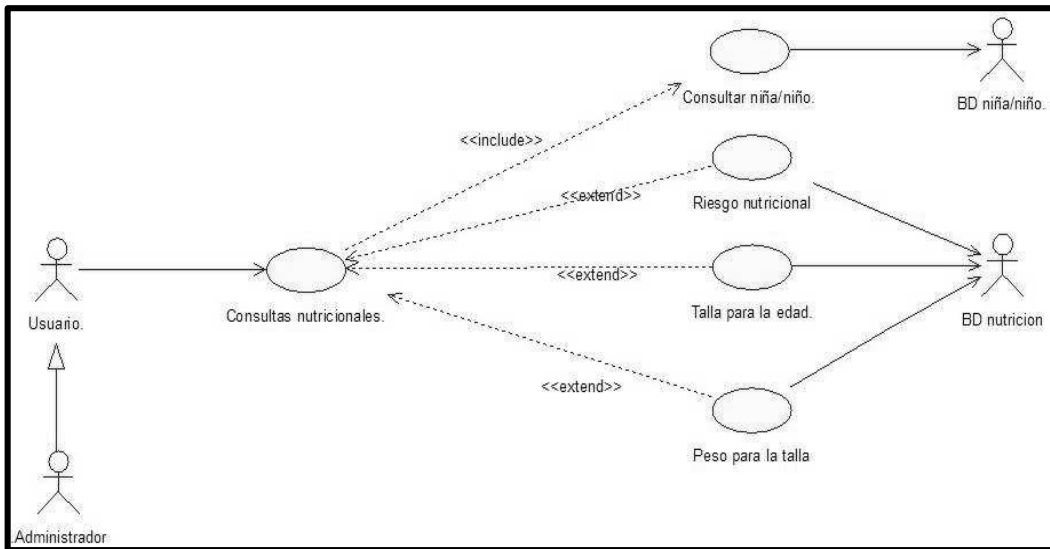 Consultar niña/niño.
BD niña/niño.
<<include>>
<<extend>>
Riesgo nutricional
Usuario.
Consultas nutricionales.
<<extend>>
Talla para la edad.
BD nutricion
<<extend>>
Peso para la talla
.Administrador